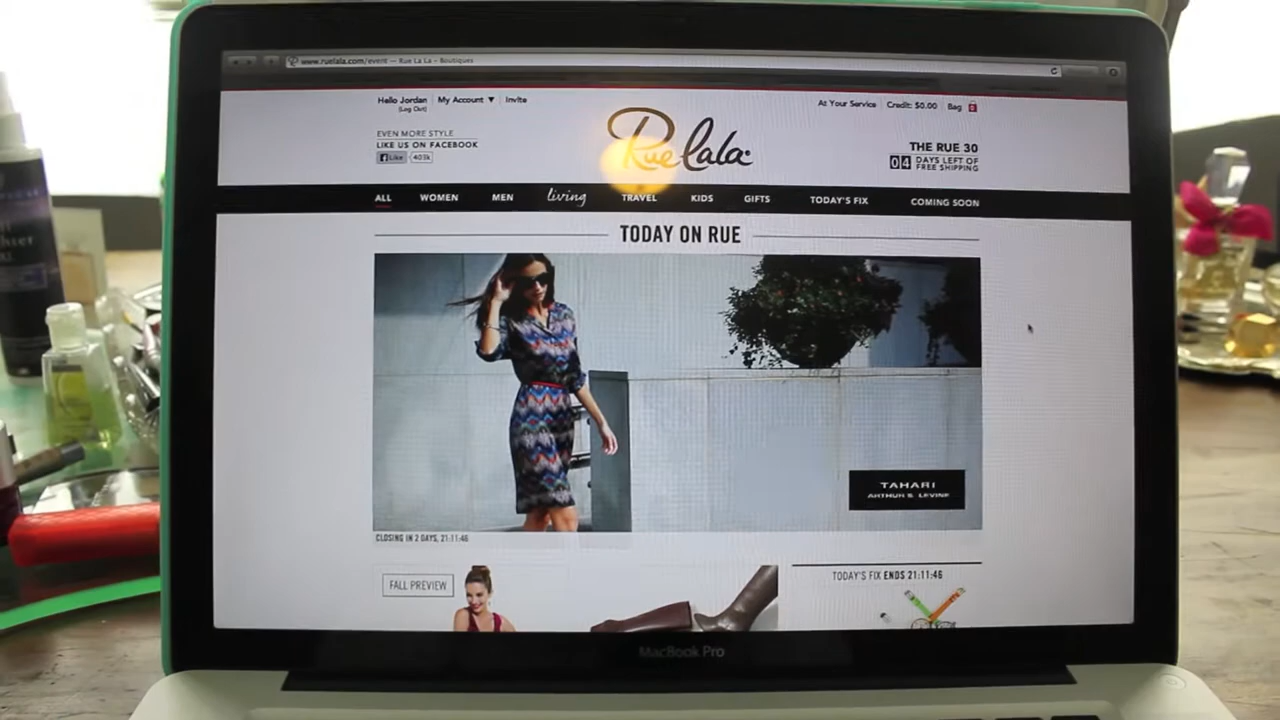 www.ruelala.com/event — Rue La La – Boutiques
Hello Jordan
(Log Out)
My Account ▼
Invite
At Your Service
Credit: $0.00
Bag
EVEN MORE STYLE
LIKE US ON FACEBOOK
Like
403k
Rue lala
THE RUE 30
04 DAYS LEFT OF
FREE SHIPPING
ALL WOMEN MEN living TRAVEL KIDS GIFTS TODAY'S FIX COMING SOON
TODAY ON RUE
TAHARI
ARTHUR S. LEVINE
CLOSING IN 2 DAYS, 21:11:46
FALL PREVIEW
TODAY'S FIX ENDS 21:11:46
MacBook Pro